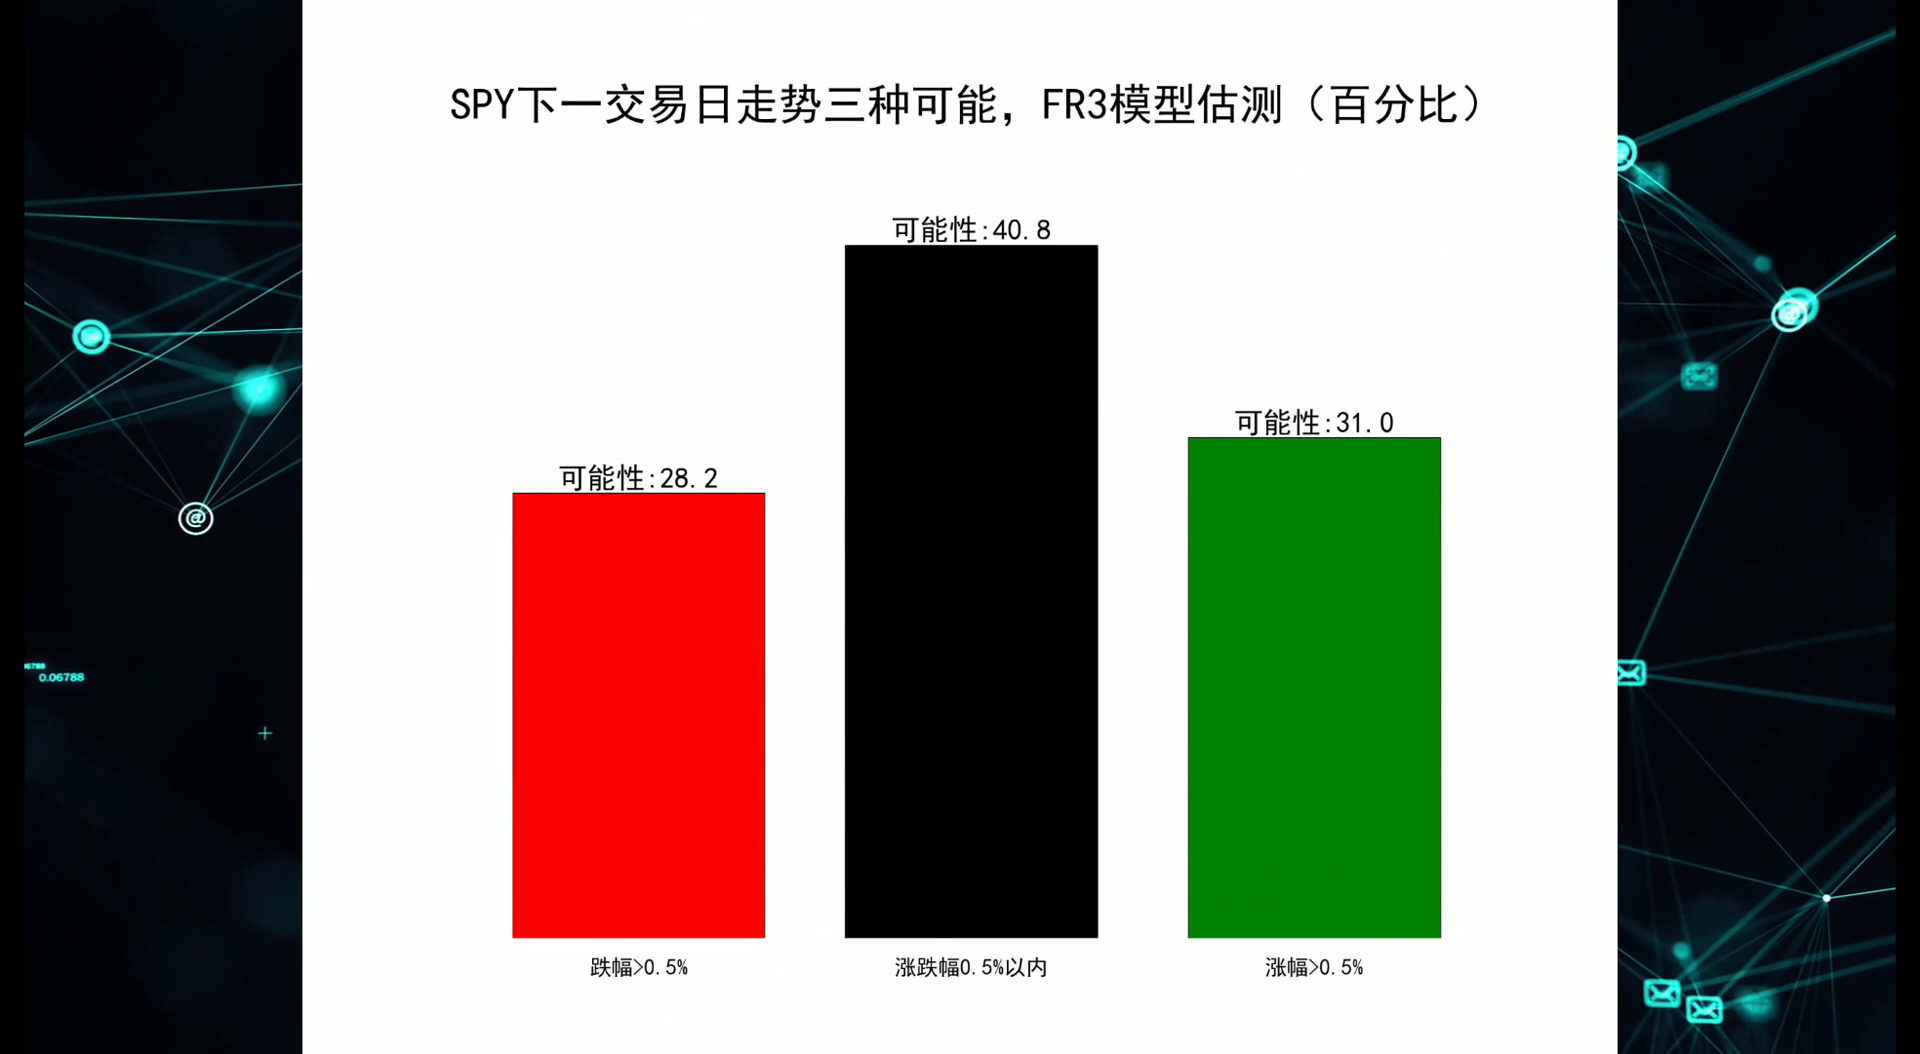 SPY下一交易日走势三种可能，FR3模型估测（百分比）
可能性:40.8
可能性:31.0
可能性:28.2
0.06788
跌幅>0.5%
涨跌幅0.5%以内
涨幅>0.5%